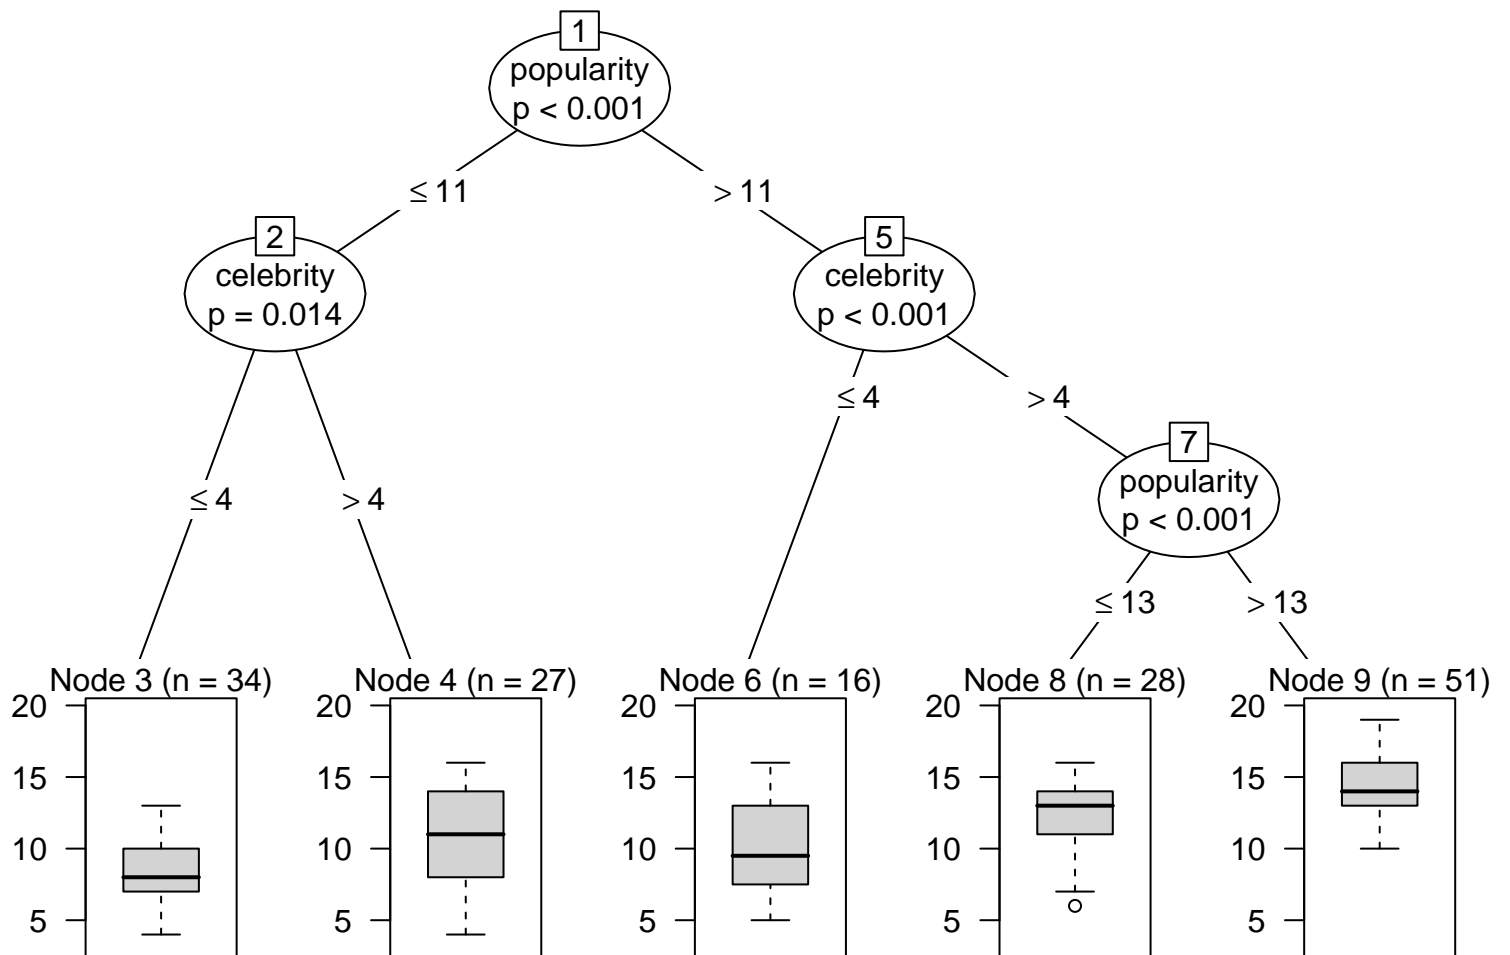 1
popularity
p < 0.001
≤ 11
> 11
2
celebrity
p = 0.014
5
celebrity
p < 0.001
≤ 4
> 4
7
popularity
p < 0.001
≤ 4
> 4
≤ 13
> 13
Node 3 (n = 34)
20
15
10
5
Node 4 (n = 27)
20
15
10
5
Node 6 (n = 16)
20
15
10
5
Node 8 (n = 28)
20
15
10
5
Node 9 (n = 51)
20
15
10
5